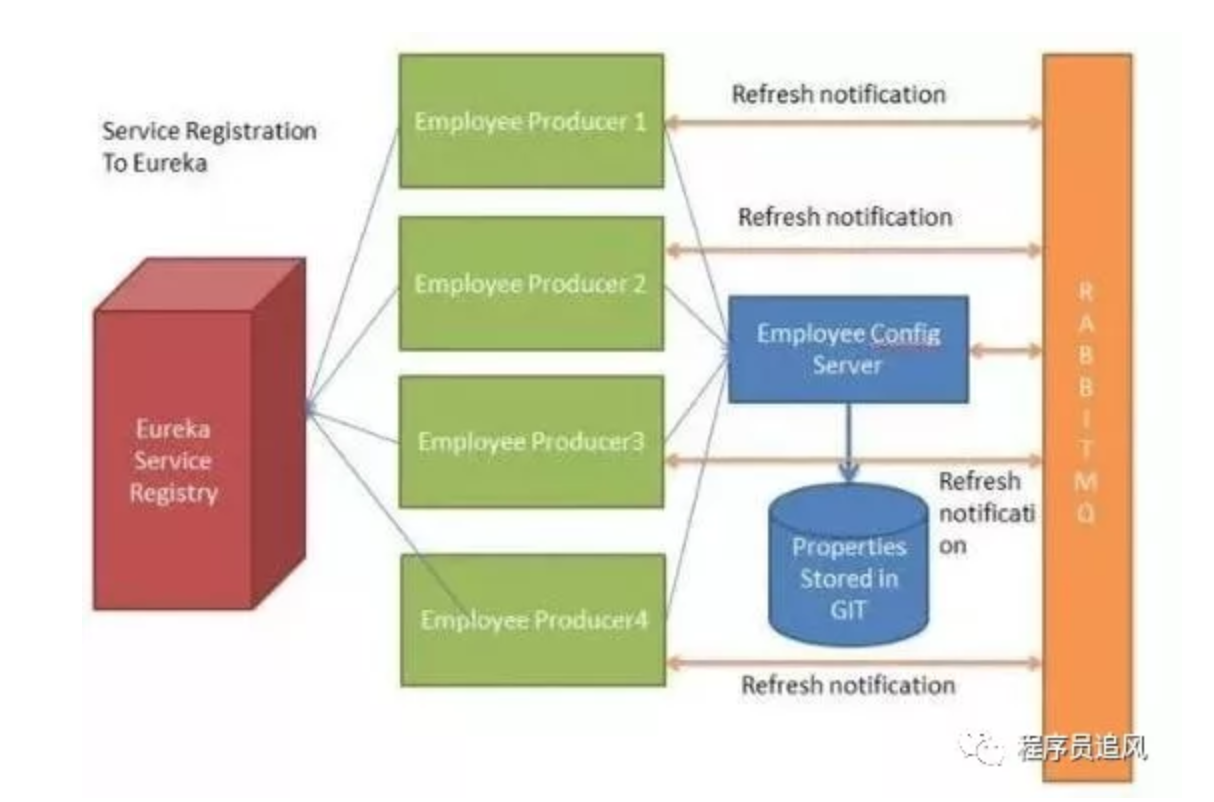 Service Registration
To Eureka
Eureka
Service
Registry
Employee Producer 1
Employee Producer 2
Employee Producer3
Employee Producer4
Refresh notification
Refresh notification
Employee Config
Server
Refresh
notificati
on
Properties
Stored in
GIT
Refresh notification
R
A
B
B
I
T
M
Q
程序员追风